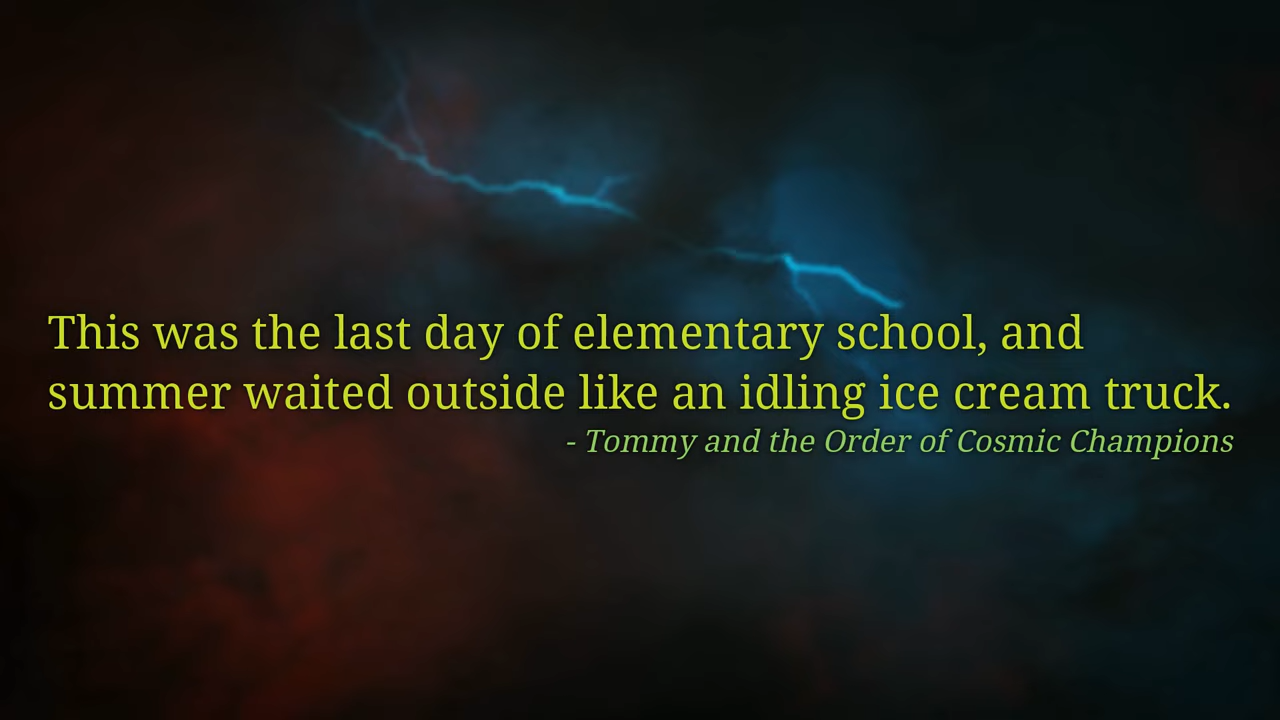 This was the last day of elementary school, and
summer waited outside like an idling ice cream truck.
- Tommy and the Order of Cosmic Champions